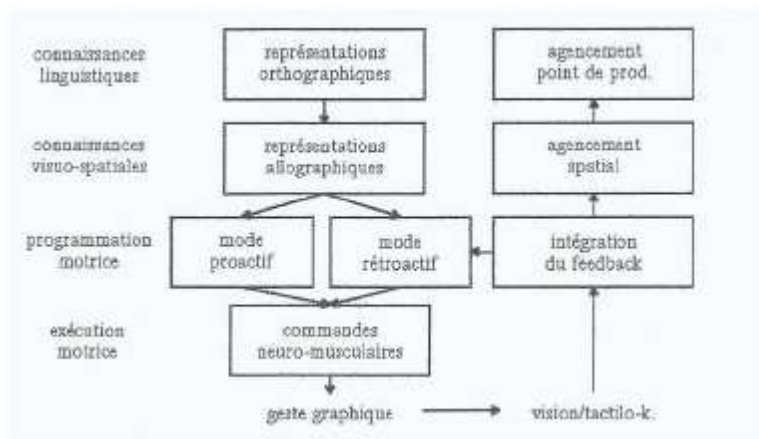 connaissances
linguistiques
représentations
orthographiques
agencement
point de prod.
connaissances
visuo-spatiales
représentations
allographiques
agencement
spatial
programmation
motrice
mode
proactif
mode
rétroactif
intégration
du feedback
exécution
motrice
commandes
neuro-musculaires
geste graphique
vision/tactilo-k.